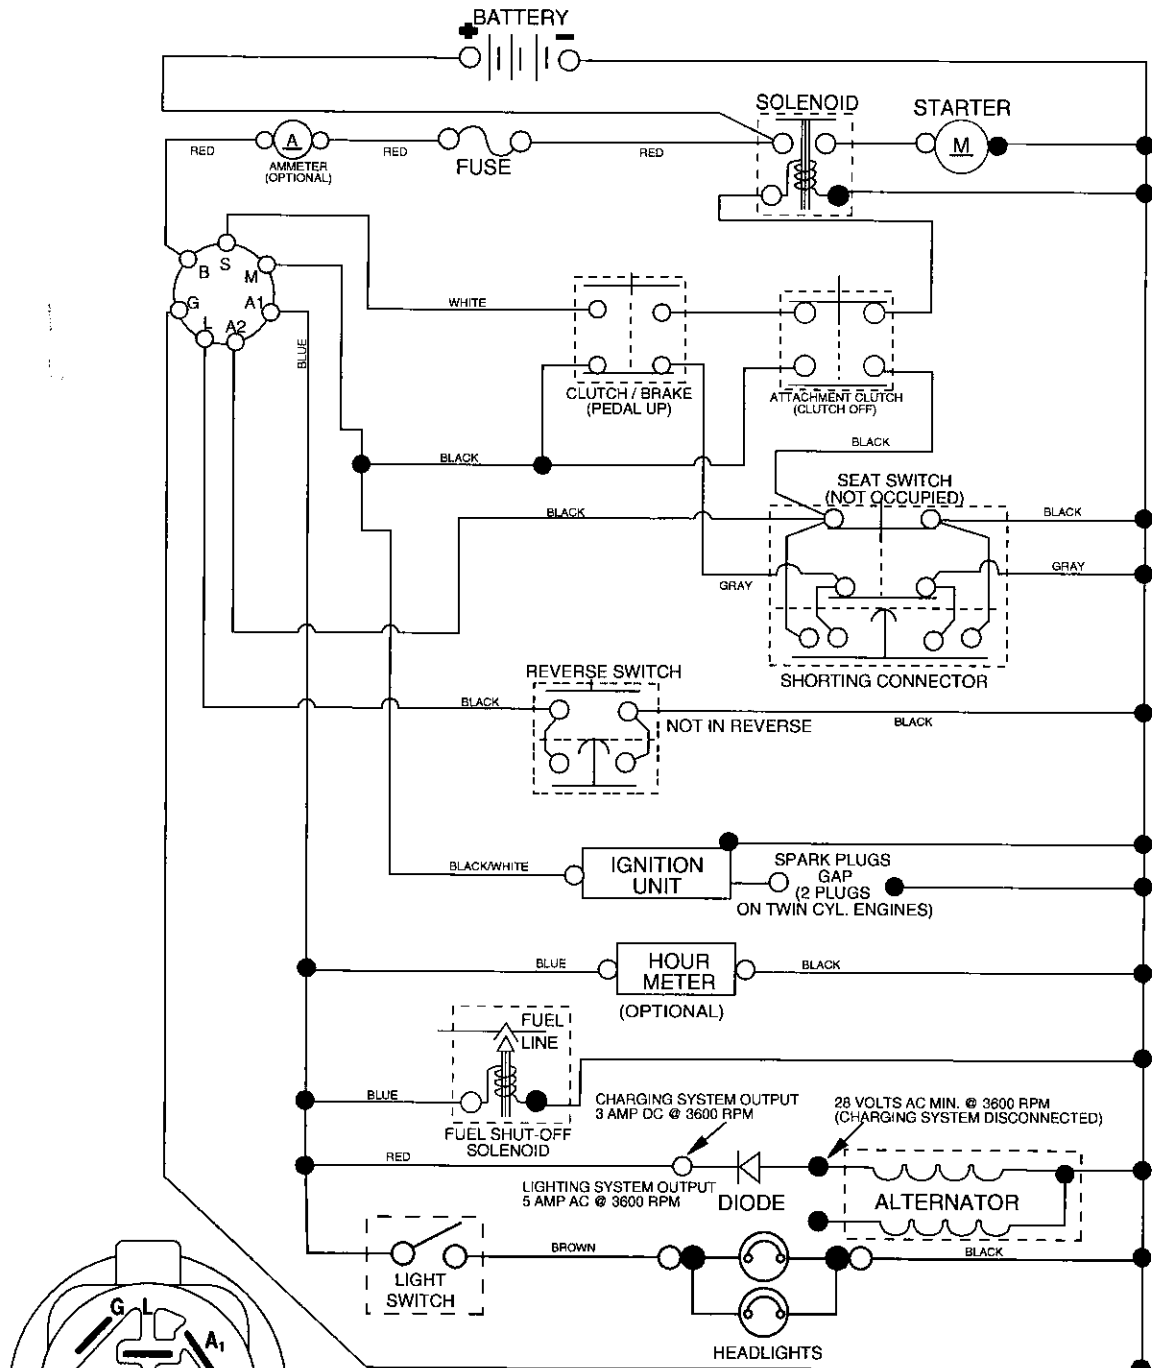 BATTERY
+
−
SOLENOID
STARTER
A
M
RED
RED
RED
AMMETER
(OPTIONAL)
FUSE
B
S
M
G
A1
L
A2
WHITE
BLUE
CLUTCH / BRAKE
(PEDAL UP)
ATTACHMENT CLUTCH
(CLUTCH OFF)
BLACK
BLACK
SEAT SWITCH
(NOT OCCUPIED)
BLACK
BLACK
GRAY
GRAY
REVERSE SWITCH
SHORTING CONNECTOR
BLACK
NOT IN REVERSE
BLACK
BLACK/WHITE
IGNITION
UNIT
SPARK PLUGS
GAP
(2 PLUGS
ON TWIN CYL. ENGINES)
BLUE
HOUR
METER
BLACK
(OPTIONAL)
FUEL
LINE
BLUE
CHARGING SYSTEM OUTPUT
3 AMP DC @ 3600 RPM
28 VOLTS AC MIN. @ 3600 RPM
(CHARGING SYSTEM DISCONNECTED)
FUEL SHUT-OFF
SOLENOID
RED
LIGHTING SYSTEM OUTPUT
5 AMP AC @ 3600 RPM
DIODE
ALTERNATOR
BROWN
BLACK
LIGHT
SWITCH
G
L
A1
HEADLIGHTS